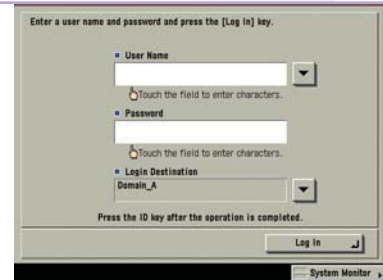 Enter a user name and password and press the [Log In] key.
User Name
Touch the field to enter characters.
Password
Touch the field to enter characters.
Login Destination
Domain_A
Press the ID key after the operation is completed.
Log In
System Monitor